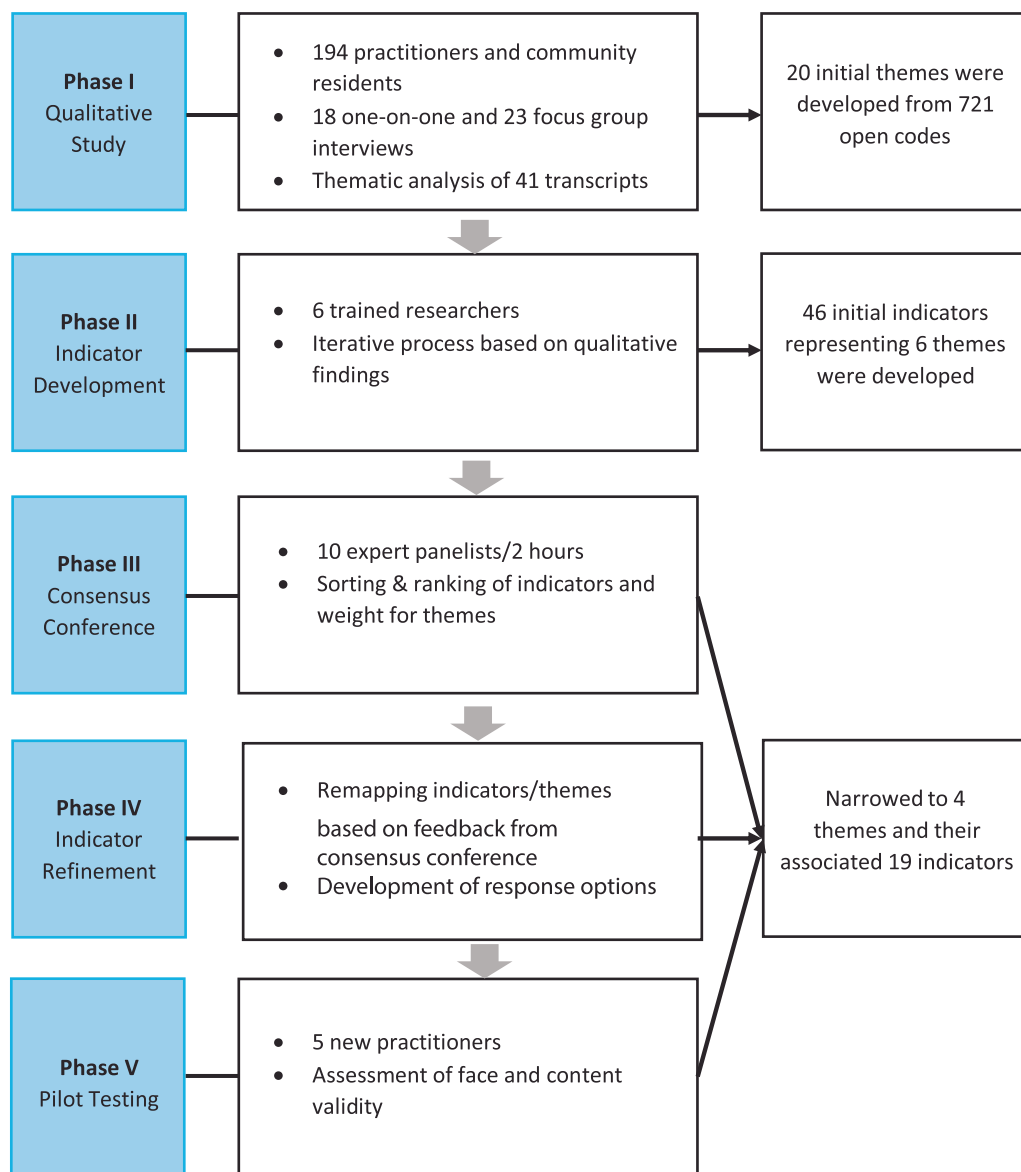 Phase I
Qualitative
Study
• 194 practitioners and community
residents
• 18 one-on-one and 23 focus group
interviews
• Thematic analysis of 41 transcripts
20 initial themes were
developed from 721
open codes
Phase II
Indicator
Development
• 6 trained researchers
• Iterative process based on qualitative
findings
46 initial indicators
representing 6 themes
were developed
Phase III
Consensus
Conference
• 10 expert panelists/2 hours
• Sorting & ranking of indicators and
weight for themes
Phase IV
Indicator
Refinement
• Remapping indicators/themes
based on feedback from
consensus conference
• Development of response options
Narrowed to 4
themes and their
associated 19 indicators
Phase V
Pilot Testing
• 5 new practitioners
• Assessment of face and content
validity